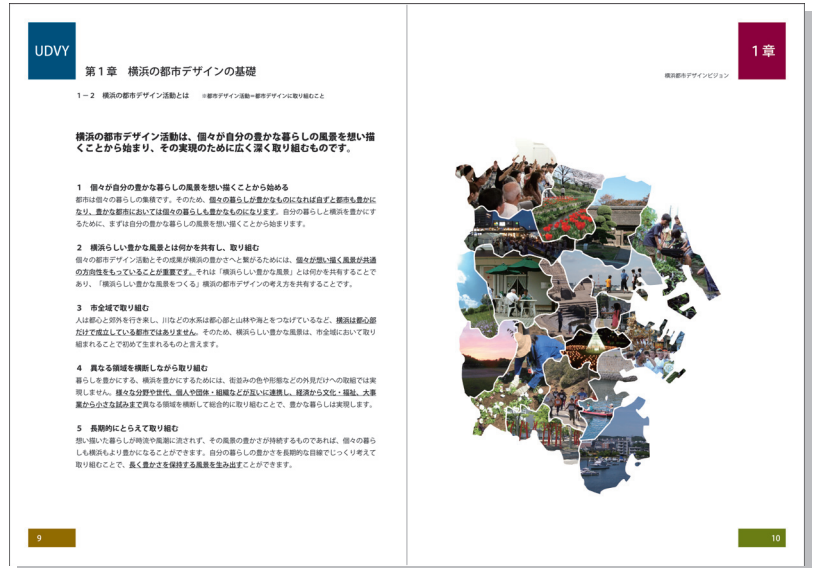 UDVY
第1章 横浜の都市デザインの基礎
1−2 横浜の都市デザイン活動とは ※都市デザイン活動=都市デザインに取り組むこと
横浜の都市デザイン活動は、個々が自分の豊かな暮らしの風景を想い描
くことから始まり、その実現のために広く深く取り組むものです。
1 個々が自分の豊かな暮らしの風景を想い描くことから始める
都市は個々の暮らしの集積です。そのため、個々の暮らしが豊かなものになれば自ずと都市も豊かに
なり、豊かな都市においては個々の暮らしも豊かなものになります。自分の暮らしと横浜を豊かにす
るために、まずは自分の豊かな暮らしの風景を想い描くことから始まります。
2 横浜らしい豊かな風景とは何かを共有し、取り組む
個々の都市デザイン活動とその成果が横浜の豊かさへと繋がるためには、個々が想い描く風景が共通
の方向性をもっていることが重要です。それは「横浜らしい豊かな風景」とは何かを共有することで
あり、「横浜らしい豊かな風景をつくる」横浜の都市デザインの考え方を共有することです。
3 市全域で取り組む
人は都心と郊外を行き来し、川などの水系は都心部と山林や海とをつなげているなど、横浜は都心部
だけで成立している都市ではありません。そのため、横浜らしい豊かな風景は、市全域において取り
組まれることで初めて生まれるものと言えます。
4 異なる領域を横断しながら取り組む
暮らしを豊かにする、横浜を豊かにするためには、街並みの色や形態などの外見だけへの取組では実
現しません。様々な分野や世代、個人や団体・組織などが互いに連携し、経済から文化・福祉、大事
業から小さな試みまで異なる領域を横断して総合的に取り組むことで、豊かな暮らしは実現します。
5 長期的にとらえて取り組む
想い描いた暮らしが時流や風潮に流されず、その風景の豊かさが持続するものであれば、個々の暮ら
しも横浜もより豊かになることができます。自分の暮らしの豊かさを長期的な目線でじっくり考えて
取り組むことで、長く豊かさを保持する風景を生み出すことができます。
9
1章
横浜都市デザインビジョン
10